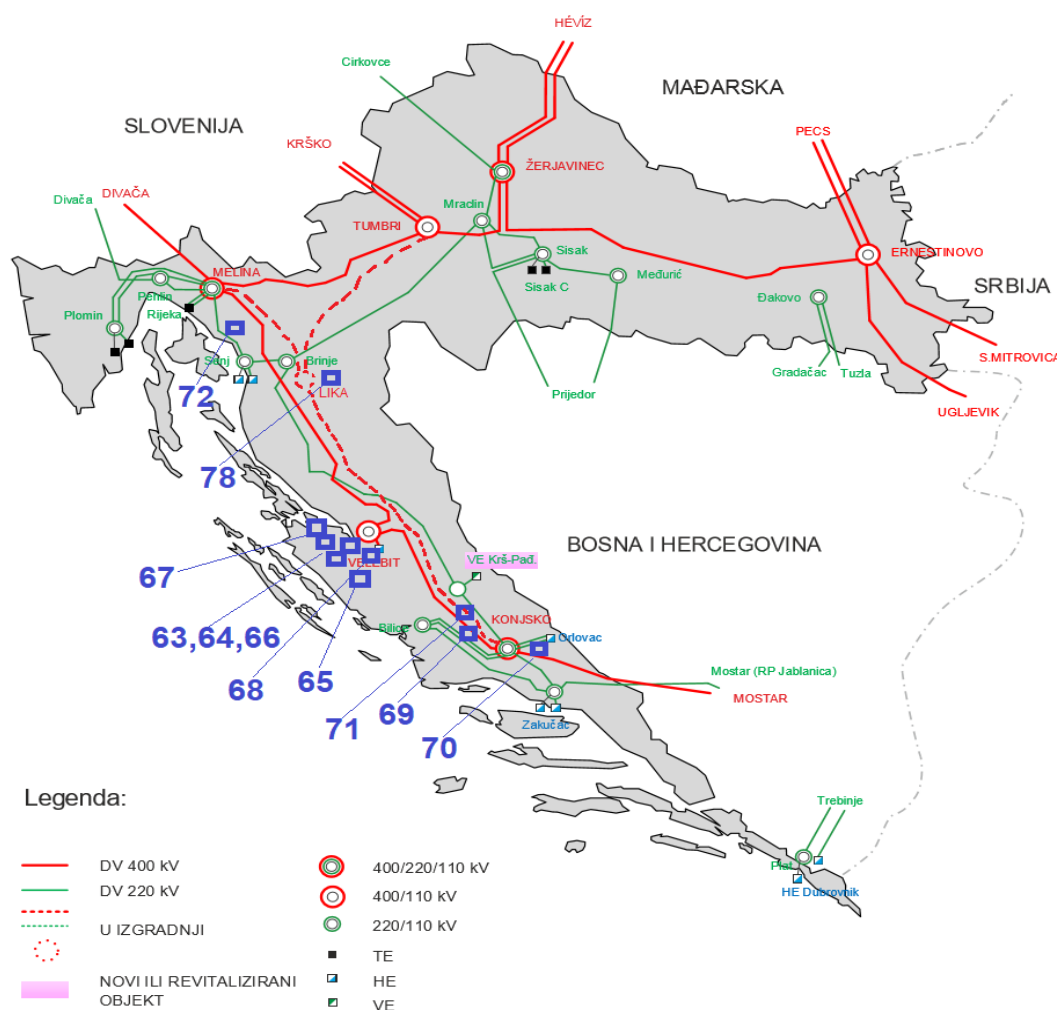 HÉVÍZ
Cirkovce
MAĐARSKA
SLOVENIJA
PECS
KRŠKO
ŽERJAVINEC
Divača
DIVAČA
Mraclin
TUMBRI
Sisak
ERNESTINOVO
MELINA
Međurić
Pehlin
Sisak C
SRBIJA
Đakovo
Rijeka
Plomin
S.MITROVICA
Senj
Brinje
Gradačac
Tuzla
72
LIKA
Prijedor
UGLJEVIK
78
BOSNA I HERCEGOVINA
VELEBIT
VE Krš-Pađ.
67
KONJSKO
63,64,66
Bilice
Orlovac
65
Mostar (RP Jablanica)
68
69
MOSTAR
71
Zakučac
70
Legenda:
Trebinje
DV 400 kV
400/220/110 kV
Plat
DV 220 kV
HE Dubrovnik
400/110 kV
U IZGRADNJI
220/110 kV
TE
NOVI ILI REVITALIZIRANI
HE
OBJEKT
VE